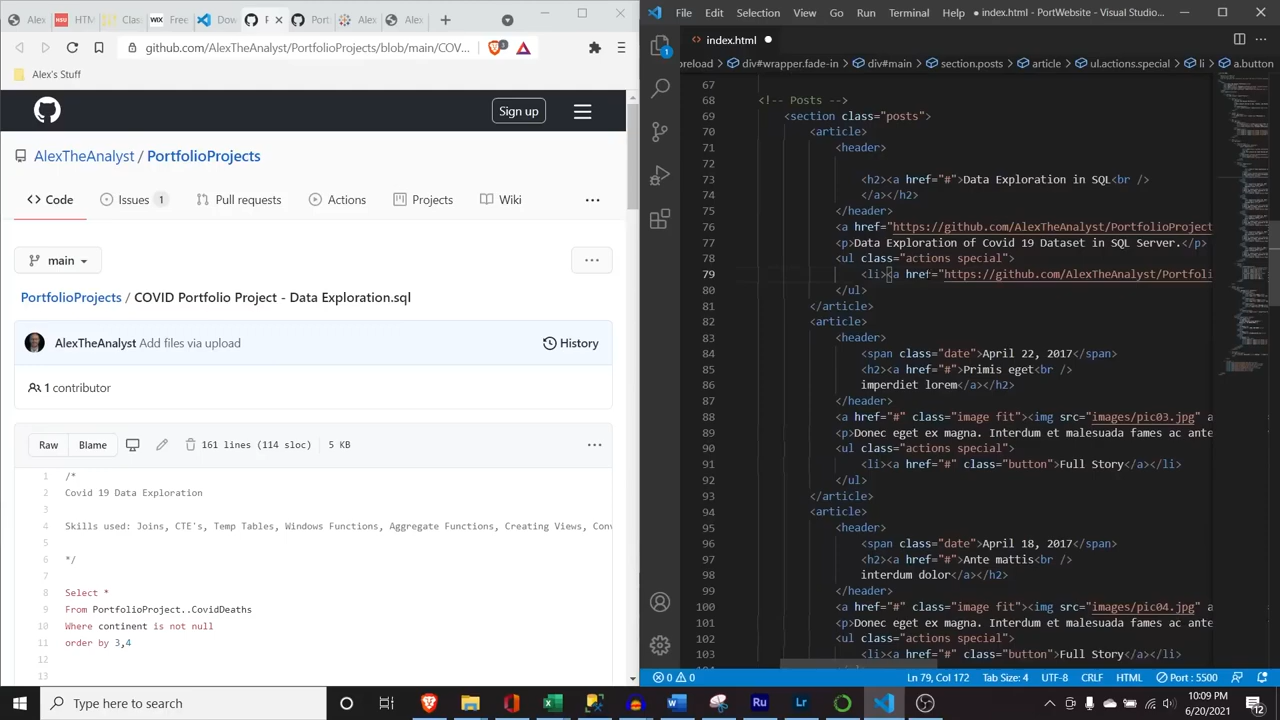 Alex
HTM
Clas
WIX Free
Dow
P
Port
Alex
Alex
github.com/AlexTheAnalyst/PortfolioProjects/blob/main/COV...
3
Alex's Stuff
Sign up
AlexTheAnalyst / PortfolioProjects
Code Issues 1 Pull requests Actions Projects Wiki
main
PortfolioProjects / COVID Portfolio Project - Data Exploration.sql
AlexTheAnalyst Add files via upload History
1 contributor
Raw Blame 161 lines (114 sloc) 5 KB
1 /*
2 Covid 19 Data Exploration
3
4 Skills used: Joins, CTE's, Temp Tables, Windows Functions, Aggregate Functions, Creating Views, Conv
5
6 */
7
8 Select *
9 From PortfolioProject..CovidDeaths
10 Where continent is not null
11 order by 3,4
12
13
File Edit Selection View Go Run Terminal Help ● index.html - PortWebsite - Visual Studio...
1
<> index.html ●
reload div#wrapper.fade-in div#main section.posts article ul.actions.special li a.button
67
68 <!-- Posts -->
69 <section class="posts">
70 <article>
71 <header>
72
73 <h2><a href="#">Data Exploration in SQL<br />
74 </a></h2>
75 </header>
76 <a href="https://github.com/AlexTheAnalyst/PortfolioProject
77 <p>Data Exploration of Covid 19 Dataset in SQL Server.</p>
78 <ul class="actions special">
79 <li><a href="https://github.com/AlexTheAnalyst/Portfoli
80 </ul>
81 </article>
82 <article>
83 <header>
84 <span class="date">April 22, 2017</span>
85 <h2><a href="#">Primis eget<br />
86 imperdiet lorem</a></h2>
87 </header>
88 <a href="#" class="image fit"><img src="images/pic03.jpg" a
89 <p>Donec eget ex magna. Interdum et malesuada fames ac ante
90 <ul class="actions special">
91 <li><a href="#" class="button">Full Story</a></li>
92 </ul>
93 </article>
94 <article>
95 <header>
96 <span class="date">April 18, 2017</span>
97 <h2><a href="#">Ante mattis<br />
98 interdum dolor</a></h2>
99 </header>
100 <a href="#" class="image fit"><img src="images/pic04.jpg" a
101 <p>Donec eget ex magna. Interdum et malesuada fames ac ante
102 <ul class="actions special">
103 <li><a href="#" class="button">Full Story</a></li>
0 0 Ln 79, Col 172 Tab Size: 4 UTF-8 CRLF HTML Port : 5500
Type here to search
Ru
Lr
10:09 PM
6/20/2021